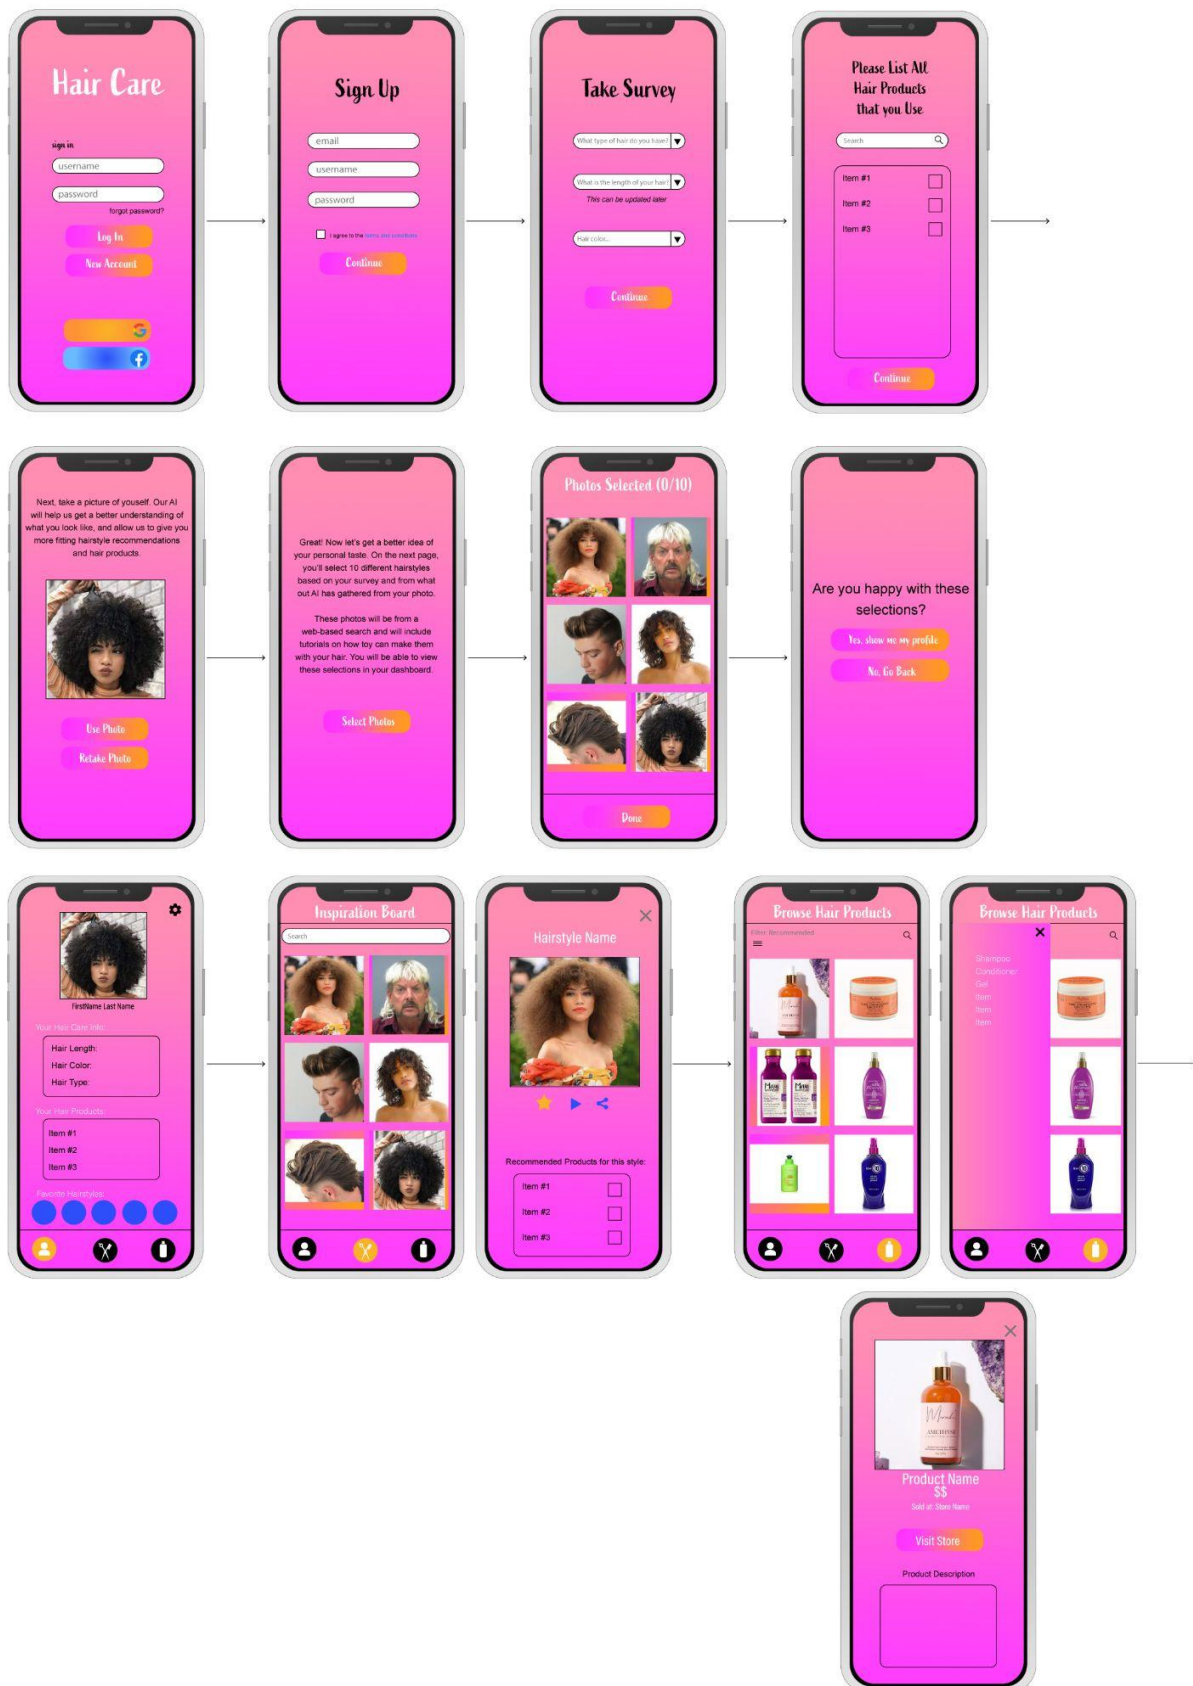 Hair Care
sign in
username
password
forgot password?
Log In
New Account
Sign Up
email
username
password
I agree to the terms and conditions
Continue
Take Survey
What type of hair do you have?
What is the length of your hair?
This can be updated later
Hair color...
Continue
Please List All
Hair Products
that you Use
Search
Item #1
Item #2
Item #3
Continue
Next, take a picture of youself. Our AI
will help us get a better understanding of
what you look like, and allow us to give you
more fitting hairstyle recommendations
and hair products.
Use Photo
Retake Photo
Great! Now let's get a better idea of
your personal taste. On the next page,
you'll select 10 different hairstyles
based on your survey and from what
out AI has gathered from your photo.
These photos will be from a
web-based search and will include
tutorials on how toy can make them
with your hair. You will be able to view
these selections in your dashboard.
Select Photos
Photos Selected (0/10)
Done
Are you happy with these
selections?
Yes, show me my profile
No, Go Back
FirstName Last Name
Your Hair Care Info:
Hair Length:
Hair Color:
Hair Type:
Your Hair Products:
Item #1
Item #2
Item #3
Favorite Hairstyles:
Inspiration Board
Search
Hairstyle Name
Recommended Products for this style:
Item #1
Item #2
Item #3
Browse Hair Products
Filter: Recommended
Browse Hair Products
Shampoo
Conditioner
Gel
Item
Item
Item
AMETHYST
Product Name
$$
Sold at: Store Name
Visit Store
Product Description